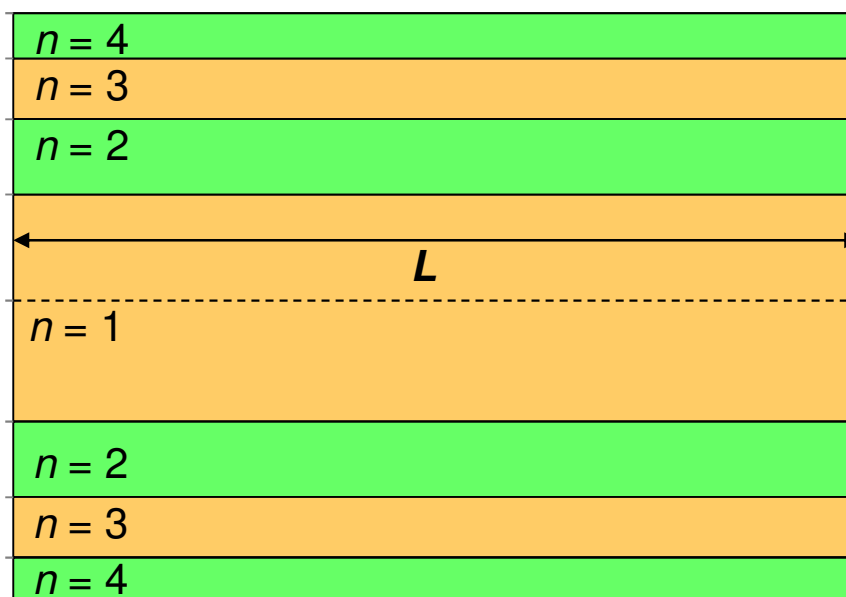 n = 4
n = 3
n = 2
L
n = 1
n = 2
n = 3
n = 4